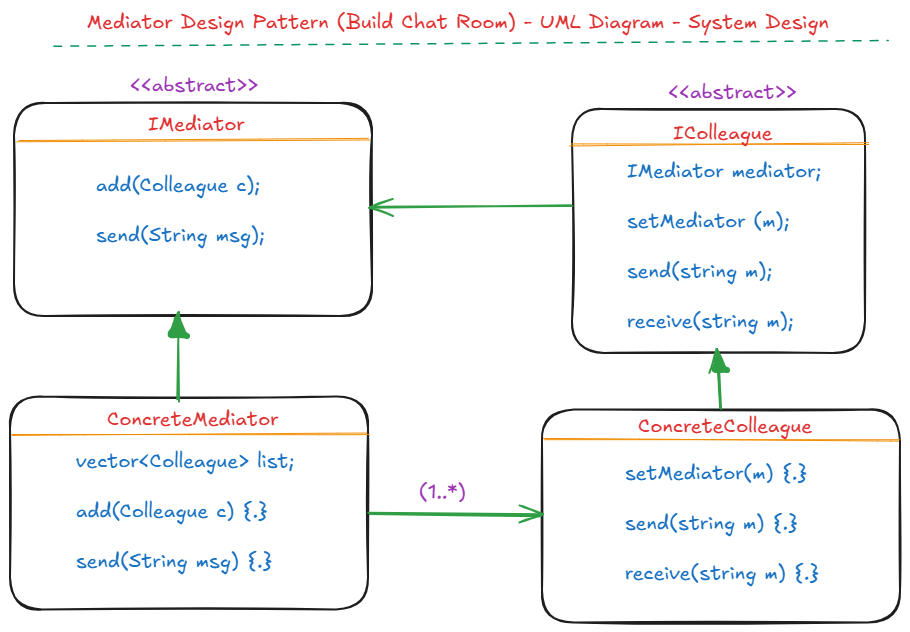 Mediator Design Pattern (Build Chat Room) - UML Diagram - System Design
<<abstract>>
IMediator
add(Colleague c);
send(String msg);
<<abstract>>
IColleague
IMediator mediator;
setMediator (m);
send(string m);
receive(string m);
ConcreteMediator
vector<Colleague> list;
add(Colleague c) {.}
send(String msg) {.}
(1..*)
ConcreteColleague
setMediator(m) {.}
send(string m) {.}
receive(string m) {.}